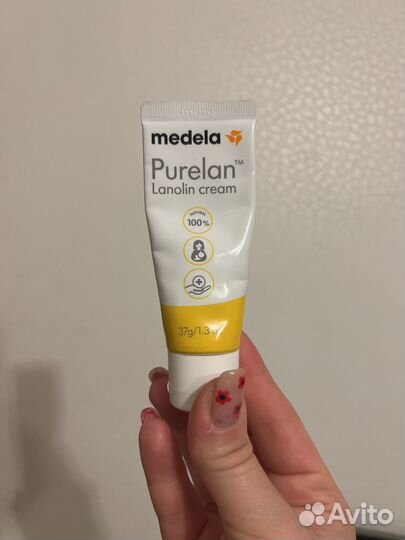 medela
Purelan™
Lanolin cream
NATURAL
100%
37g/1.3
Avito